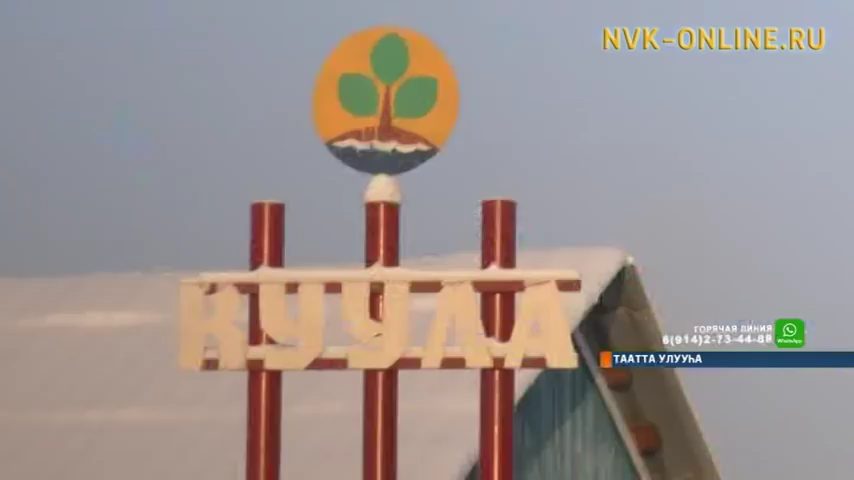 NVK-ONLINE.RU
КУУЛА
ГОРЯЧАЯ ЛИНИЯ
8(914)2-73-44-88
WhatsApp
ТААТТА УЛУУҺА